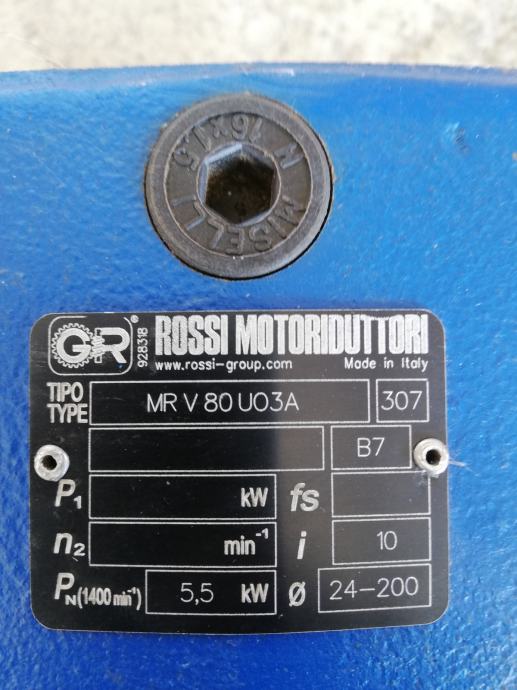 MISELLI
M 16x1,5
GR®
928318
ROSSI MOTORIDUTTORI
www.rossi-group.com Made in Italy
TIPO
TYPE
MR V 80 UO3A 307
B7
P1 kW fs
n2 min-1 i 10
PN(1400 min-1) 5,5 kW Ø 24-200